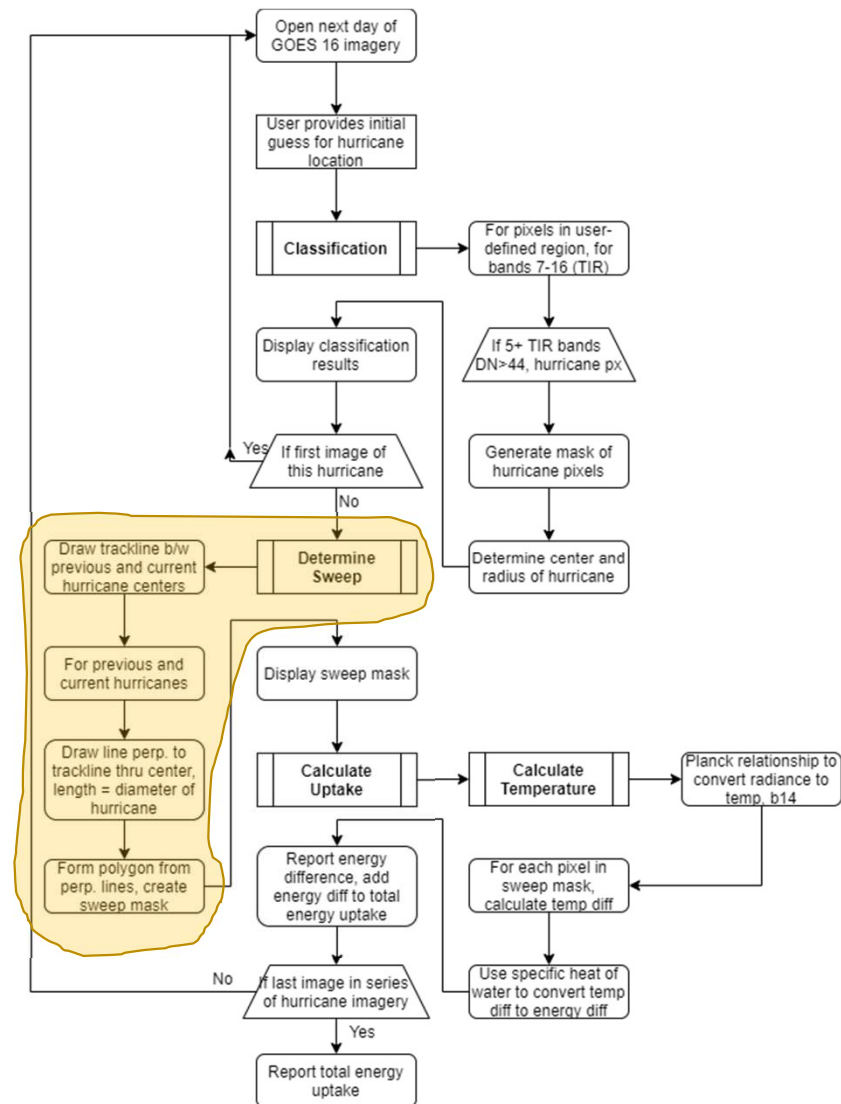 Open next day of
GOES 16 imagery
User provides initial
guess for hurricane
location
Classification
For pixels in user-
defined region, for
bands 7-16 (TIR)
Display classification
results
If 5+ TIR bands
DN>44, hurricane px
Yes
If first image of
this hurricane
Generate mask of
hurricane pixels
No
Draw trackline b/w
previous and current
hurricane centers
Determine
Sweep
Determine center and
radius of hurricane
For previous and
current hurricanes
Display sweep mask
Draw line perp. to
trackline thru center,
length = diameter of
hurricane
Calculate
Uptake
Calculate
Temperature
Planck relationship to
convert radiance to
temp, b14
Form polygon from
perp. lines, create
sweep mask
Report energy
difference, add
energy diff to total
energy uptake
For each pixel in
sweep mask,
calculate temp diff
No
If last image in series
of hurricane imagery
Use specific heat of
water to convert temp
diff to energy diff
Yes
Report total energy
uptake